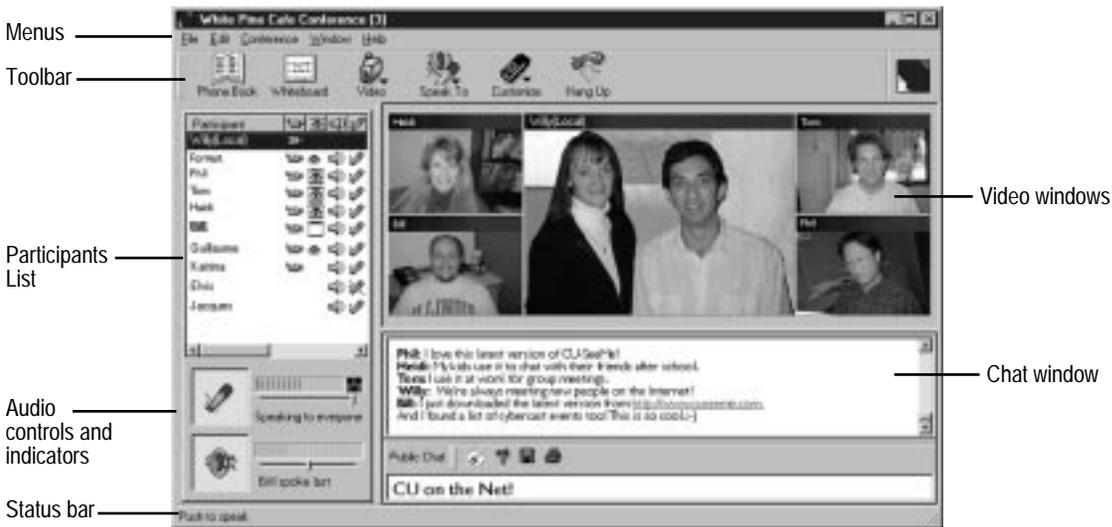 White Pine Cafe Conference (3)
Menus
File Edit Conference Window Help
Toolbar
Phone Book Whiteboard Video Speak To Customize Hang Up
Participant
Willy(Local)
Format
Phil
Tom
Heidi
Bill
Guillaume
Katrina
Elvis
Jacques
Participants
List
Heidi
Willy(Local)
Tom
Bill
Phil
Video windows
Phil: I love this latest version of CU-SeeMe!
Heidi: My kids use it to chat with their friends after school.
Tom: I use it at work for group meetings.
Willy: We're always meeting new people on the Internet!
Bill: I just downloaded the latest version from
And I found a list of cybercast events too! This is so cool :-)
Chat window
Audio
controls and
indicators
Speaking to everyone
Bill spoke last
Public Chat
CU on the Net!
Status bar
Push to speak